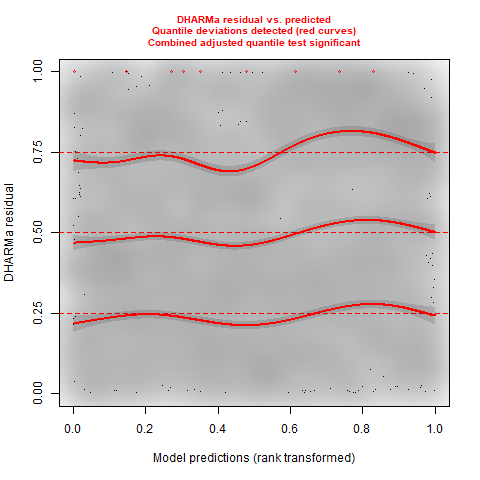 DHARMa residual vs. predicted
Quantile deviations detected (red curves)
Combined adjusted quantile test significant
1.00
0.75
0.50
0.25
0.00
DHARMa residual
0.0 0.2 0.4 0.6 0.8 1.0
Model predictions (rank transformed)